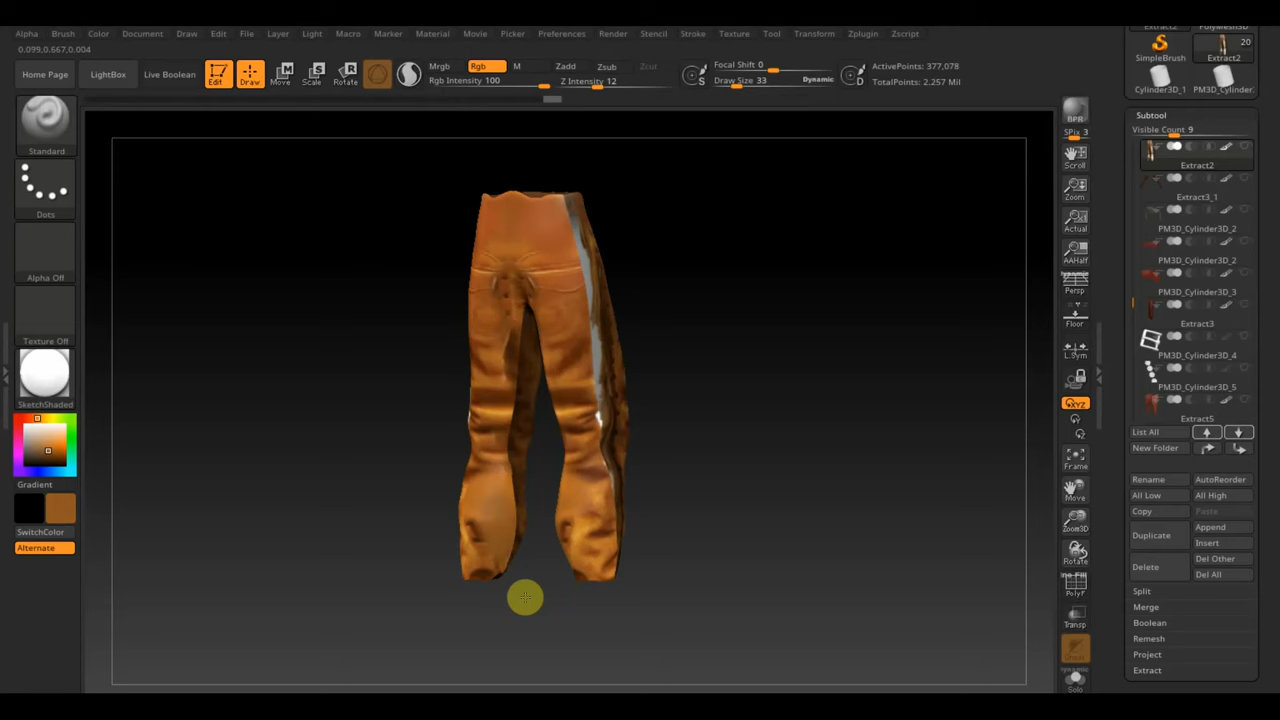 Alpha Brush Color Document Draw Edit File Layer Light Macro Marker Material Movie Picker Preferences Render Stencil Stroke Texture Tool Transform Zplugin Zscript
0.099,0.667,0.004
Home Page LightBox Live Boolean Edit Draw Move Scale Rotate
Mrgb Rgb M Zadd Zsub Zcut
Rgb Intensity 100 Z Intensity 12
Focal Shift 0
Draw Size 33 Dynamic
ActivePoints: 377,078
TotalPoints: 2.257 Mil
Standard
Dots
Alpha Off
Texture Off
SketchShaded
Gradient
SwitchColor
Alternate
BPR
SPix 3
Scroll
Zoom
Actual
AAHalf
Dynamic
Persp
Floor
L.Sym
XYZ
Frame
Move
Zoom3D
Rotate
Line Fill
PolyF
Transp
Solo
20
SimpleBrush Extract2
Cylinder3D_1 PM3D_Cylinder3
Subtool
Visible Count 9
Extract2
Extract3_1
PM3D_Cylinder3D_2
PM3D_Cylinder3D_2
PM3D_Cylinder3D_3
Extract3
PM3D_Cylinder3D_4
PM3D_Cylinder3D_5
Extract5
List All
New Folder
Rename AutoReorder
All Low All High
Copy Paste
Duplicate Append
Insert
Delete Del Other
Del All
Split
Merge
Boolean
Remesh
Project
Extract